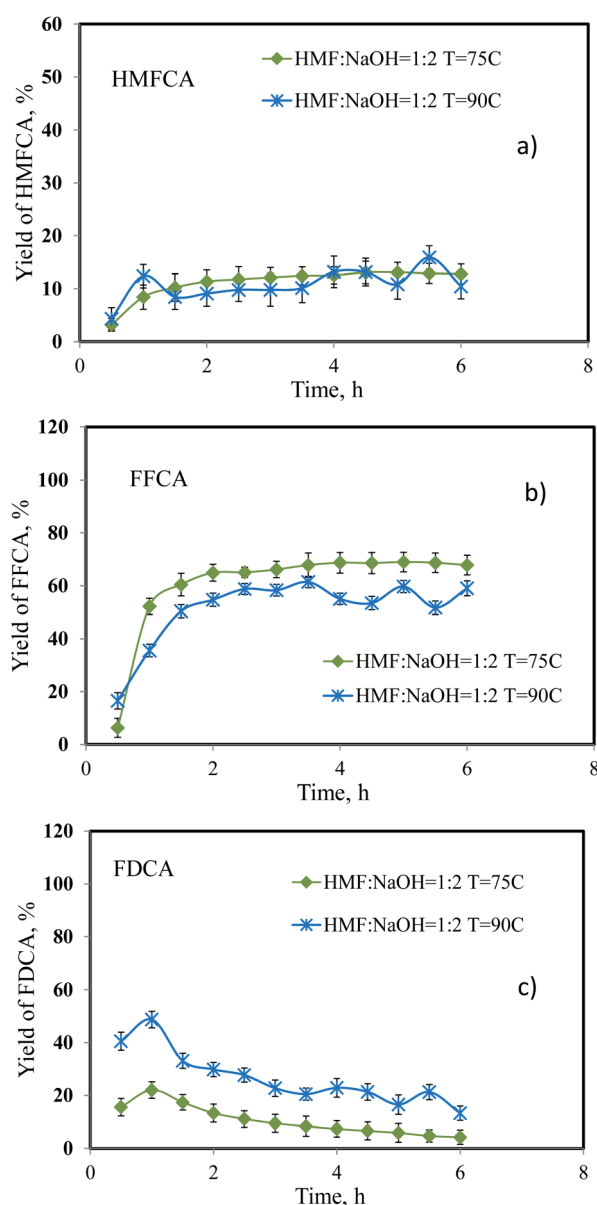 60
50
40
30
20
10
0
Yield of HMFCA, %
HMFCA
HMF:NaOH=1:2 T=75C
HMF:NaOH=1:2 T=90C
a)
0 2 4 6 8
Time, h
120
100
80
60
40
20
0
Yield of FFCA, %
FFCA
b)
HMF:NaOH=1:2 T=75C
HMF:NaOH=1:2 T=90C
0 2 4 6 8
Time, h
120
100
80
60
40
20
0
Yield of FDCA, %
FDCA
HMF:NaOH=1:2 T=75C
HMF:NaOH=1:2 T=90C
c)
0 2 4 6 8
Time, h